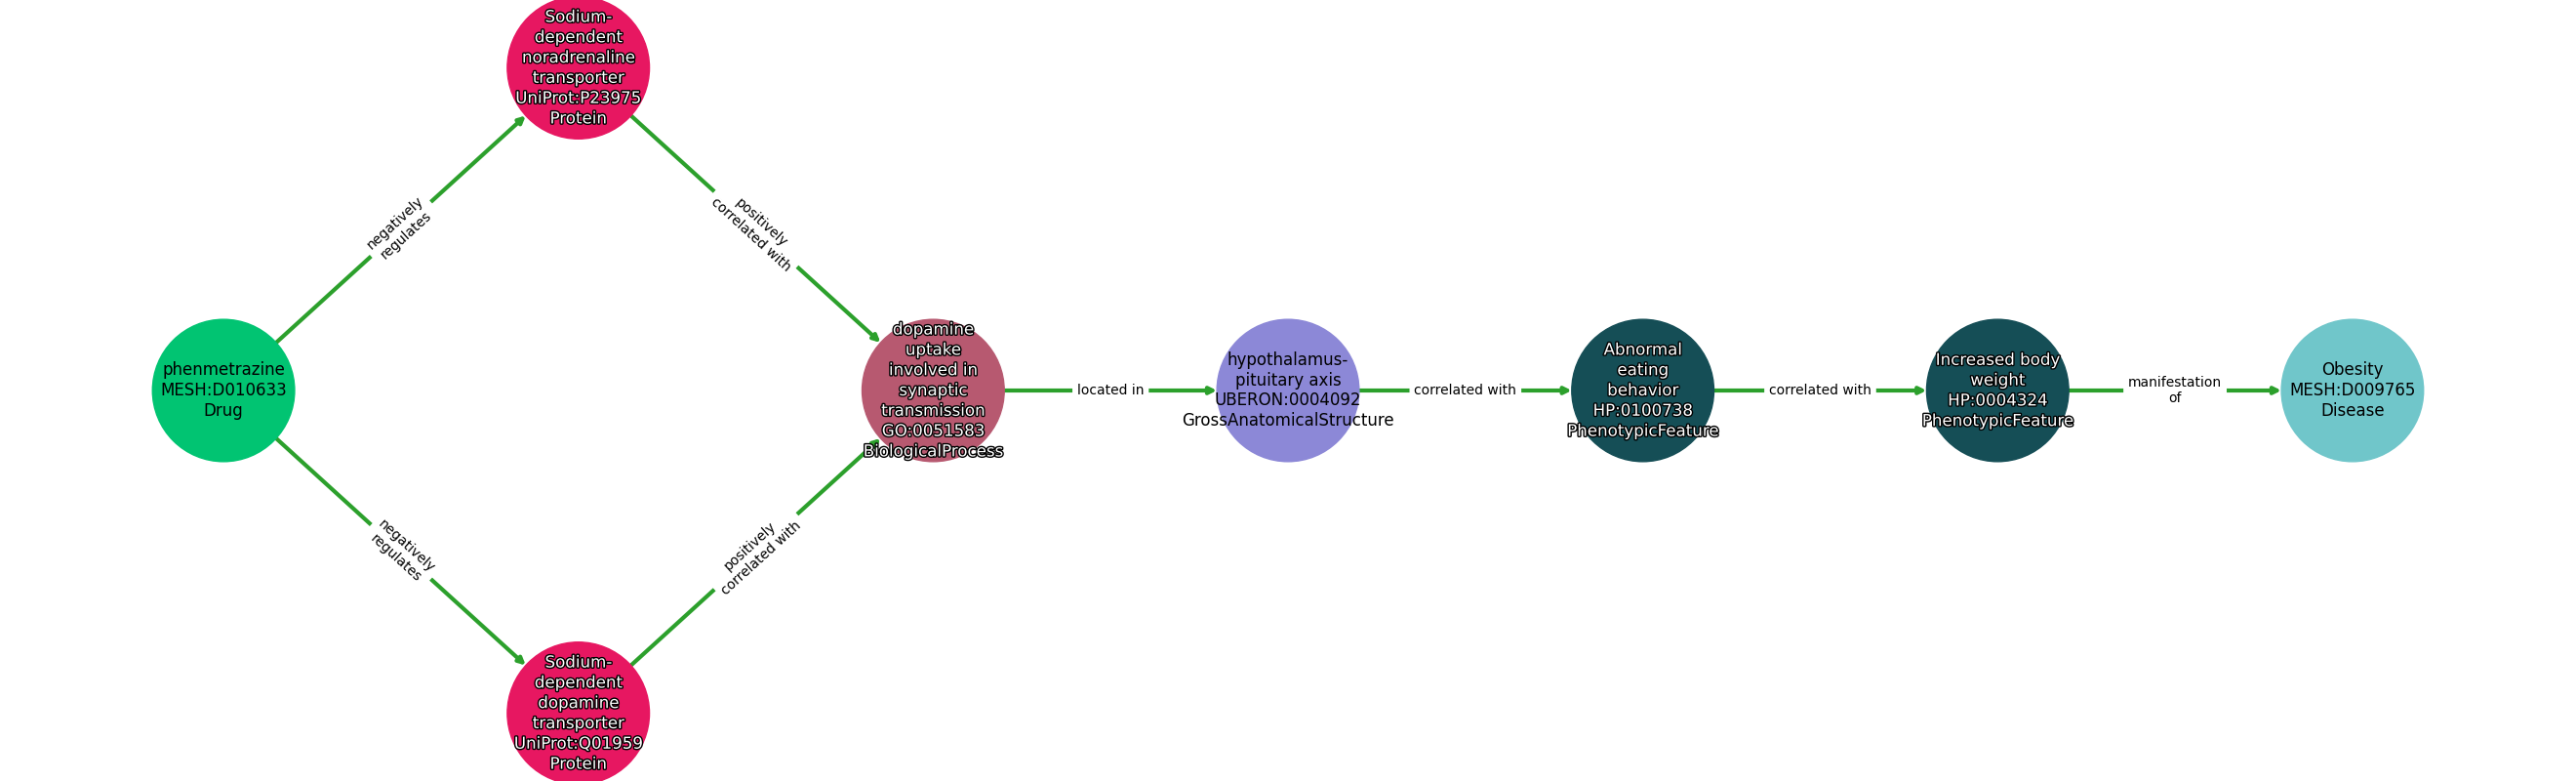 Sodium-
dependent
noradrenaline
transporter
UniProt:P23975
Protein
negatively
regulates
positively
correlated with
phenmetrazine
MESH:D010633
Drug
dopamine
uptake
involved in
synaptic
transmission
GO:0051583
BiologicalProcess
located in
hypothalamus-
pituitary axis
UBERON:0004092
GrossAnatomicalStructure
correlated with
Abnormal
eating
behavior
HP:0100738
PhenotypicFeature
correlated with
Increased body
weight
HP:0004324
PhenotypicFeature
manifestation
of
Obesity
MESH:D009765
Disease
negatively
regulates
positively
correlated with
Sodium-
dependent
dopamine
transporter
UniProt:Q01959
Protein